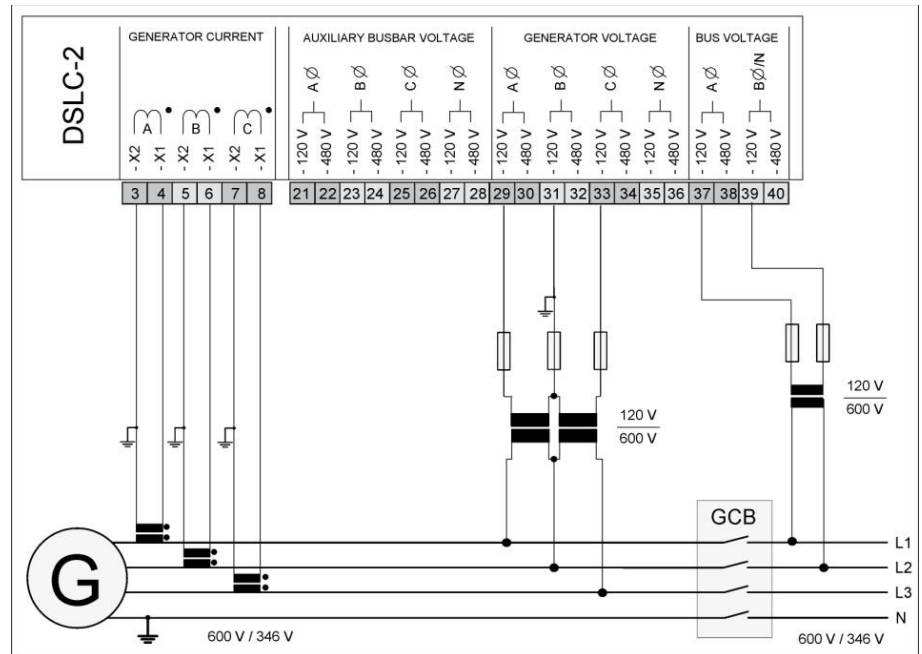 DSLC-2
GENERATOR CURRENT
AUXILIARY BUSBAR VOLTAGE
GENERATOR VOLTAGE
BUS VOLTAGE
A B C
AØ BØ CØ NØ
AØ BØ CØ NØ
AØ BØ/N
- X2 - X1 - X2 - X1 - X2 - X1
- 120 V - 480 V - 120 V - 480 V - 120 V - 480 V - 120 V - 480 V
- 120 V - 480 V - 120 V - 480 V - 120 V - 480 V - 120 V - 480 V
- 120 V - 480 V - 120 V - 480 V
3 4 5 6 7 8
21 22 23 24 25 26 27 28 29 30 31 32 33 34 35 36 37 38 39 40
120 V
600 V
120 V
600 V
GCB
G
L1
L2
L3
N
600 V / 346 V
600 V / 346 V